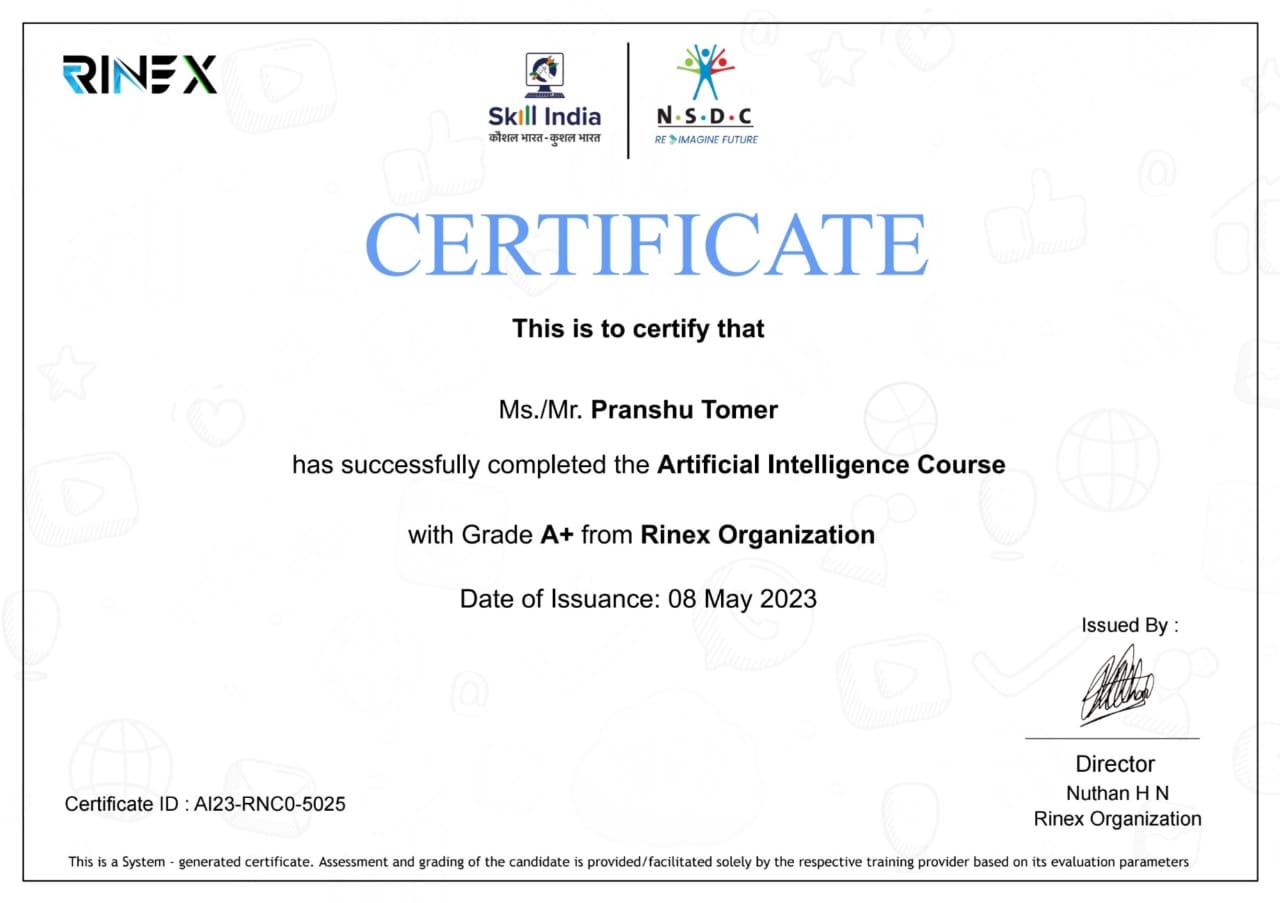 RINEX
Skill India
कौशल भारत - कुशल भारत
N·S·D·C
RE IMAGINE FUTURE
CERTIFICATE
This is to certify that
Ms./Mr. Pranshu Tomer
has successfully completed the Artificial Intelligence Course
with Grade A+ from Rinex Organization
Date of Issuance: 08 May 2023
Issued By :
Director
Nuthan H N
Rinex Organization
Certificate ID : AI23-RNC0-5025
This is a System - generated certificate. Assessment and grading of the candidate is provided/facilitated solely by the respective training provider based on its evaluation parameters